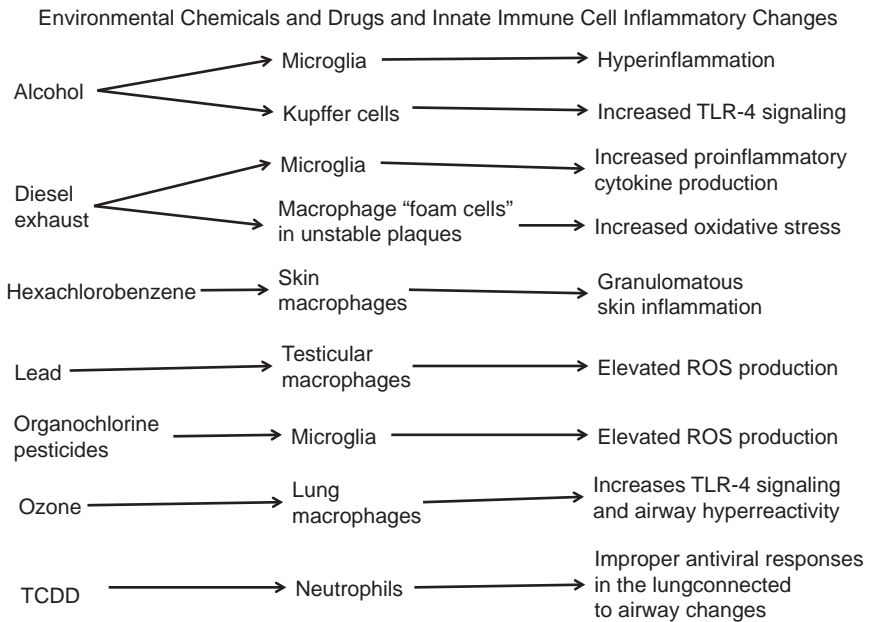 Environmental Chemicals and Drugs and Innate Immune Cell Inflammatory Changes
Alcohol
Microglia
Hyperinflammation
Kupffer cells
Increased TLR-4 signaling
Diesel
exhaust
Microglia
Increased proinflammatory
cytokine production
Macrophage “foam cells”
in unstable plaques
Increased oxidative stress
Hexachlorobenzene
Skin
macrophages
Granulomatous
skin inflammation
Lead
Testicular
macrophages
Elevated ROS production
Organochlorine
pesticides
Microglia
Elevated ROS production
Ozone
Lung
macrophages
Increases TLR-4 signaling
and airway hyperreactivity
TCDD
Neutrophils
Improper antiviral responses
in the lungconnected
to airway changes